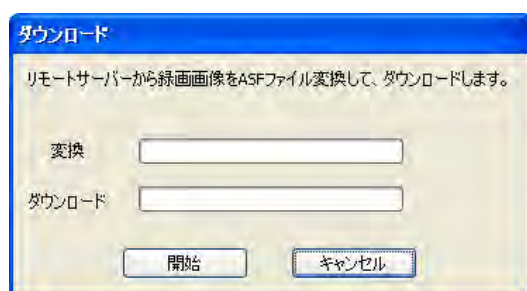 ダウンロード
リモートサーバーから録画画像をASFファイル変換して、ダウンロードします。
変換
ダウンロード
開始 キャンセル